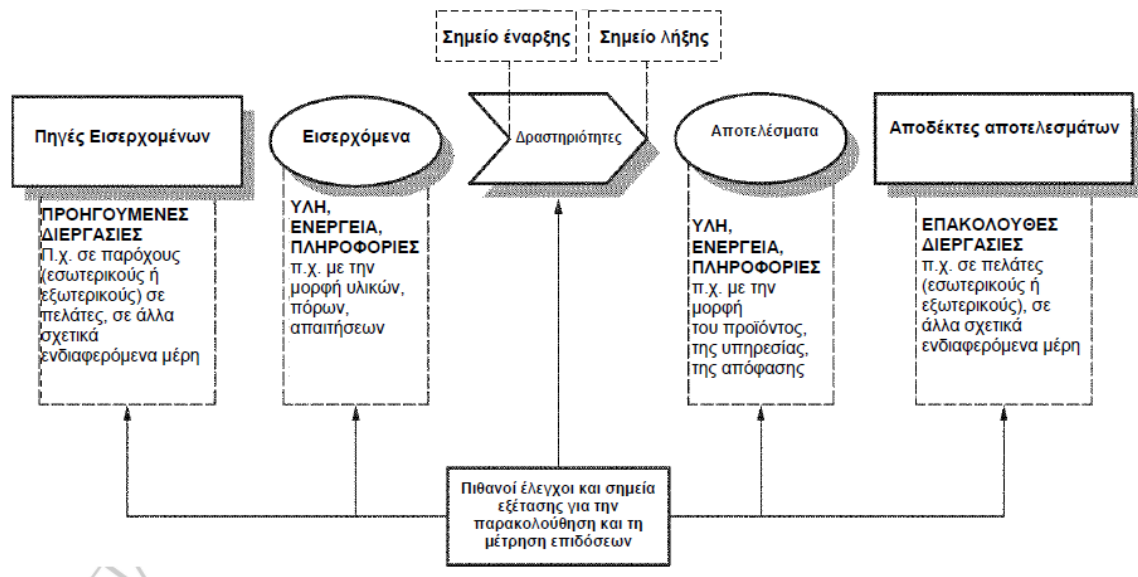 Σημείο έναρξης
Σημείο λήξης
Πηγές Εισερχομένων
Εισερχόμενα
Δραστηριότητες
Αποτελέσματα
Αποδέκτες αποτελεσμάτων
ΠΡΟΗΓΟΥΜΕΝΕΣ
ΔΙΕΡΓΑΣΙΕΣ
Π.χ. σε παρόχους
(εσωτερικούς ή
εξωτερικούς) σε
πελάτες, σε άλλα
σχετικά
ενδιαφερόμενα μέρη
ΥΛΗ,
ΕΝΕΡΓΕΙΑ,
ΠΛΗΡΟΦΟΡΙΕΣ
π.χ. με την
μορφή υλικών,
πόρων,
απαιτήσεων
ΥΛΗ,
ΕΝΕΡΓΕΙΑ,
ΠΛΗΡΟΦΟΡΙΕΣ
π.χ. με την
μορφή
του προϊόντος,
της υπηρεσίας,
της απόφασης
ΕΠΑΚΟΛΟΥΘΕΣ
ΔΙΕΡΓΑΣΙΕΣ
π.χ. σε πελάτες
(εσωτερικούς ή
εξωτερικούς), σε
άλλα σχετικά
ενδιαφερόμενα μέρη
Πιθανοί έλεγχοι και σημεία
εξέτασης για την
παρακολούθηση και τη
μέτρηση επιδόσεων